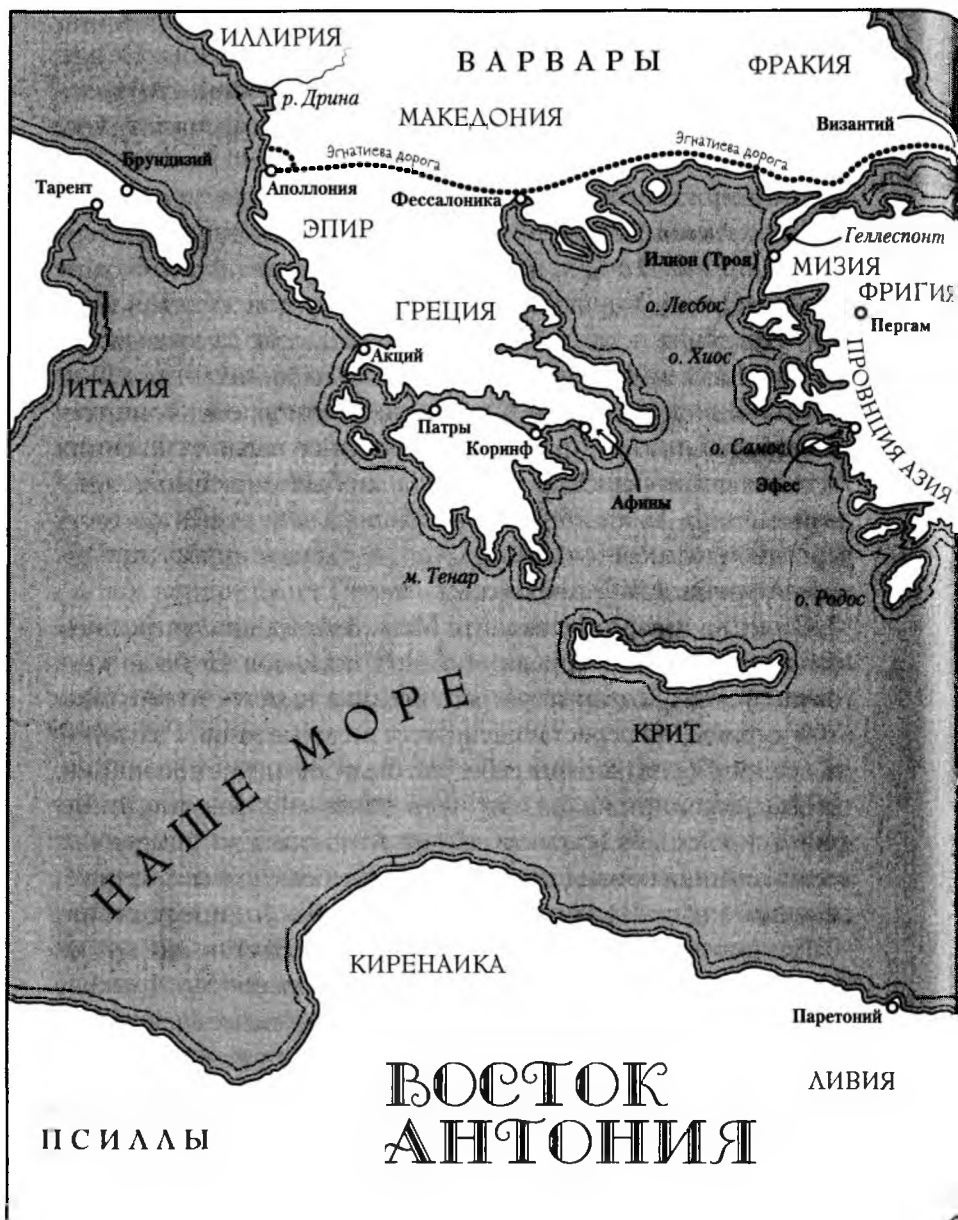 ИЛЛИРИЯ
ВАРВАРЫ
ФРАКИЯ
р. Дрина
МАКЕДОНИЯ
Византий
Эгнатиева дорога
Эгнатиева дорога
Брундизий
Тарент
Аполлония
Фессалоника
ЭПИР
Геллеспонт
Илион (Троя)
МИЗИЯ
ФРИГИЯ
о. Лесбос
Пергам
ГРЕЦИЯ
Акций
о. Хиос
ИТАЛИЯ
ПРОВНЦИЯ АЗИЯ
Патры
Коринф
о. Самос
Эфес
Афины
м. Тенар
о. Родос
НАШЕ МОРЕ
КРИТ
КИРЕНАИКА
Паретоний
ВОСТОК
АНТОНИЯ
ЛИВИЯ
ПСИЛЛЫ